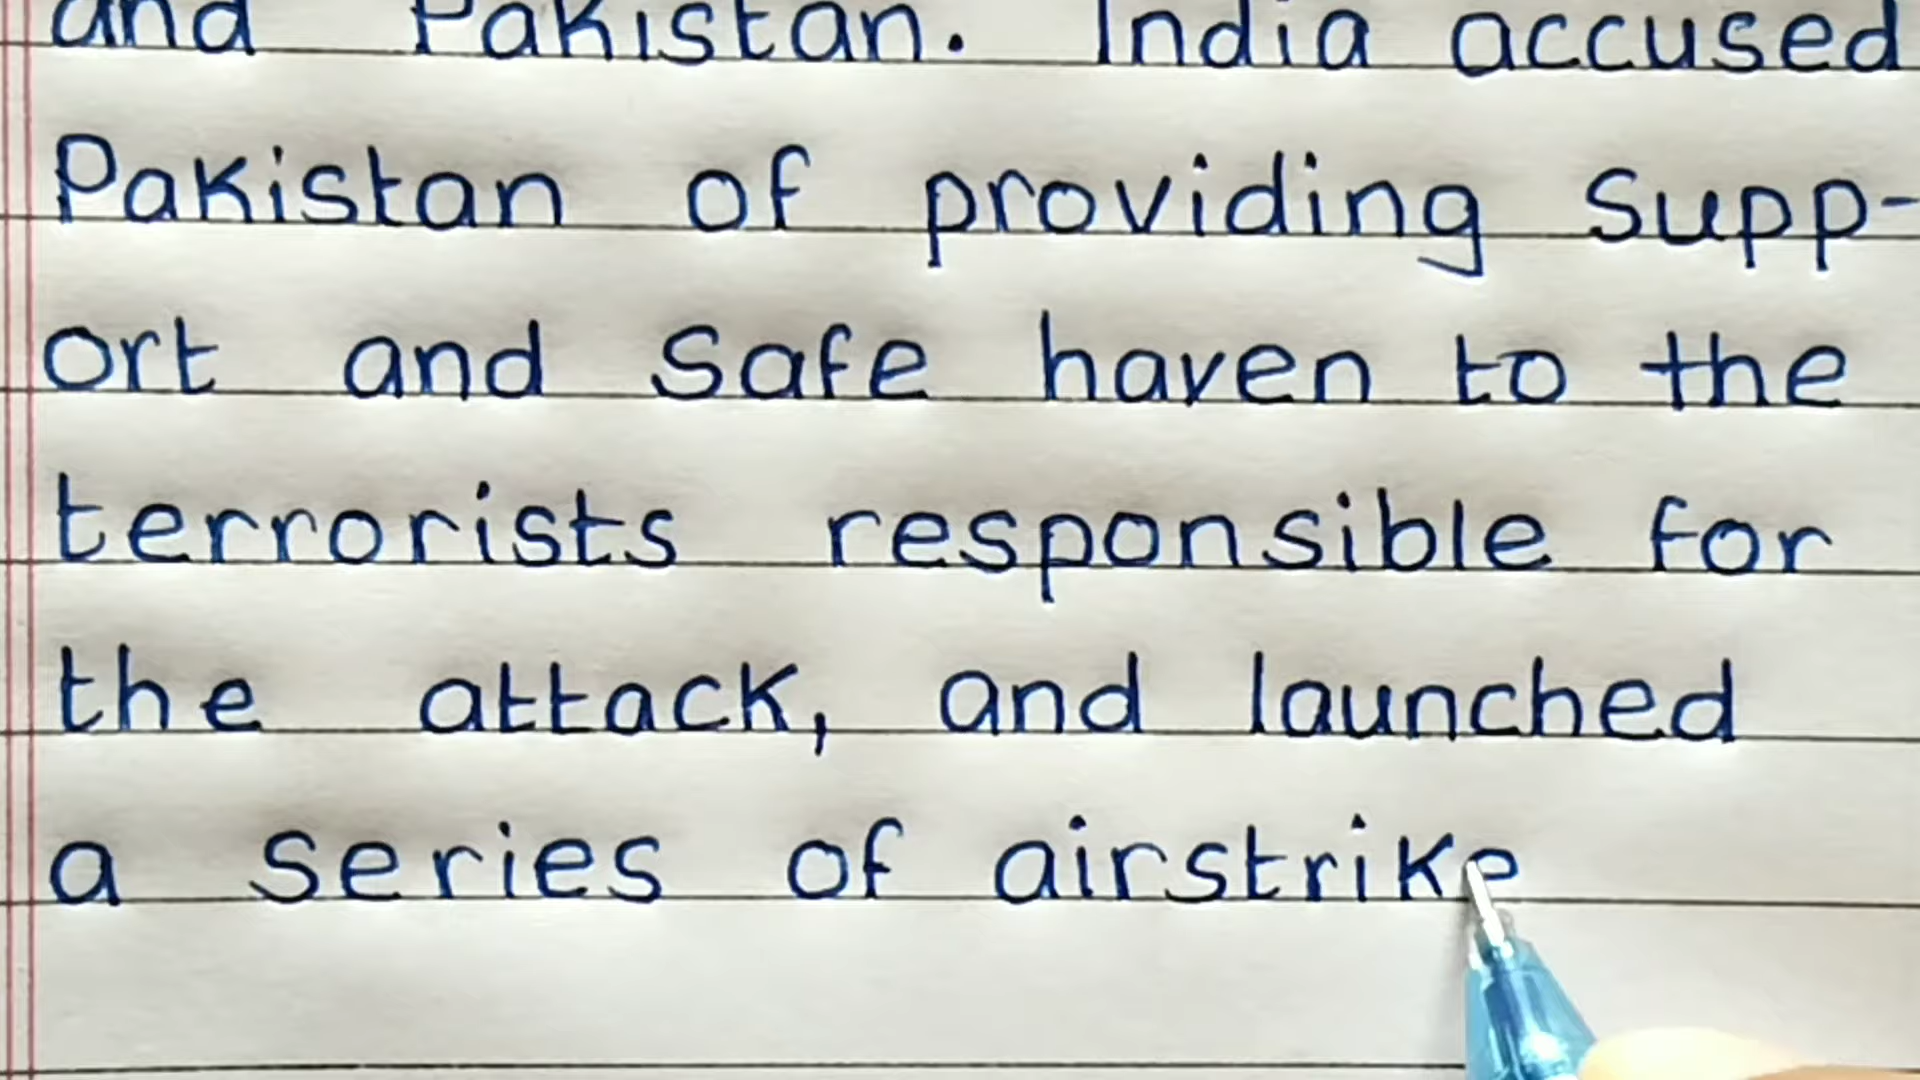 and Pakistan. India accused
Pakistan of providing supp-
ort and safe haven to the
terrorists responsible for
the attack, and launched
a series of airstrike